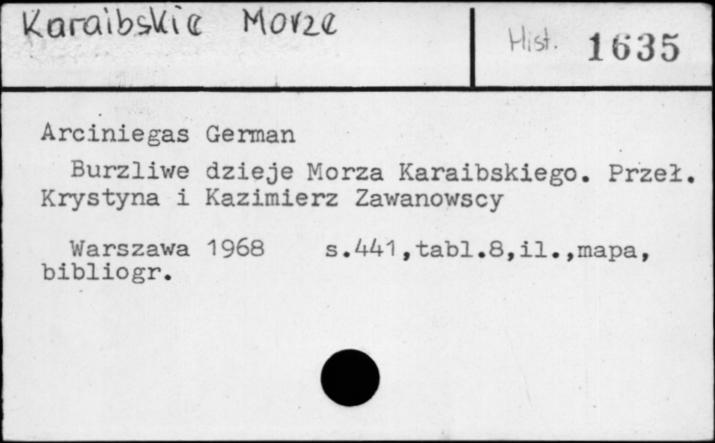 Karaibskie Morze
Hist. 1635
Arciniegas German
Burzliwe dzieje Morza Karaibskiego. Przeł.
Krystyna i Kazimierz Zawanowscy
Warszawa 1968 s.441,tabl.8,il.,mapa,
bibliogr.